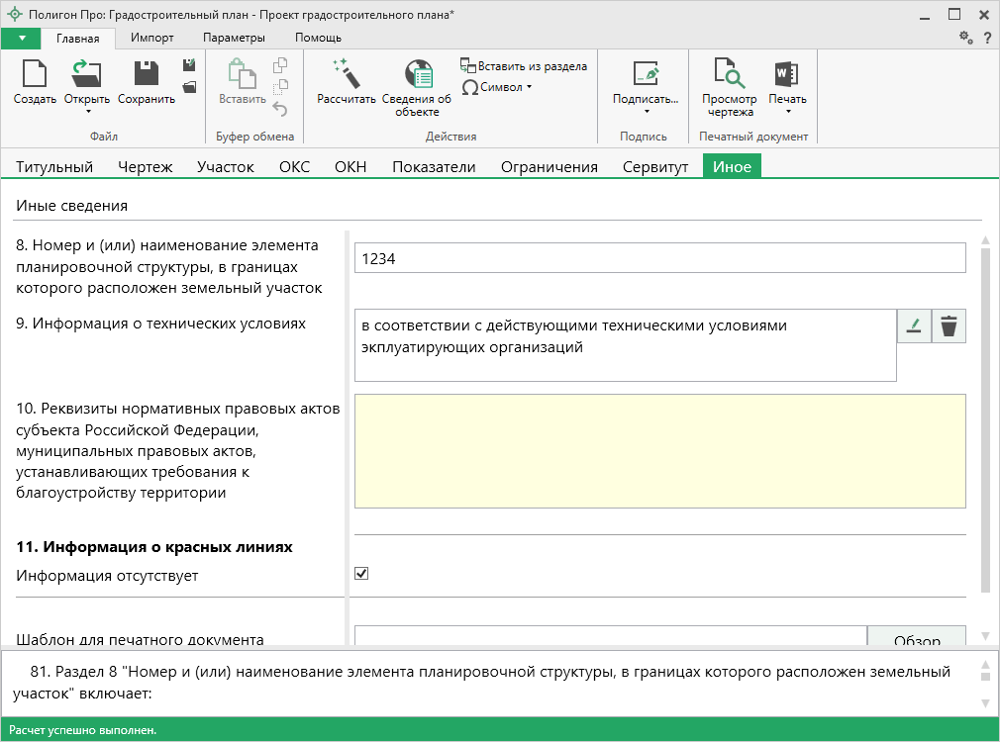 Полигон Про: Градостроительный план - Проект градостроительного плана*
Главная Импорт Параметры Помощь ?
Создать Открыть Сохранить Вставить Рассчитать Сведения об объекте Вставить из раздела Символ Подписать... Просмотр чертежа Печать
Файл Буфер обмена Действия Подпись Печатный документ
Титульный Чертеж Участок ОКС ОКН Показатели Ограничения Сервитут Иное
Иные сведения
8. Номер и (или) наименование элемента
планировочной структуры, в границах
которого расположен земельный участок
1234
9. Информация о технических условиях
в соответствии с действующими техническими условиями
экплуатирующих организаций
10. Реквизиты нормативных правовых актов
субъекта Российской Федерации,
муниципальных правовых актов,
устанавливающих требования к
благоустройству территории
11. Информация о красных линиях
Информация отсутствует
Шаблон для печатного документа Обзор
81. Раздел 8 "Номер и (или) наименование элемента планировочной структуры, в границах которого расположен земельный
участок" включает:
Расчет успешно выполнен.